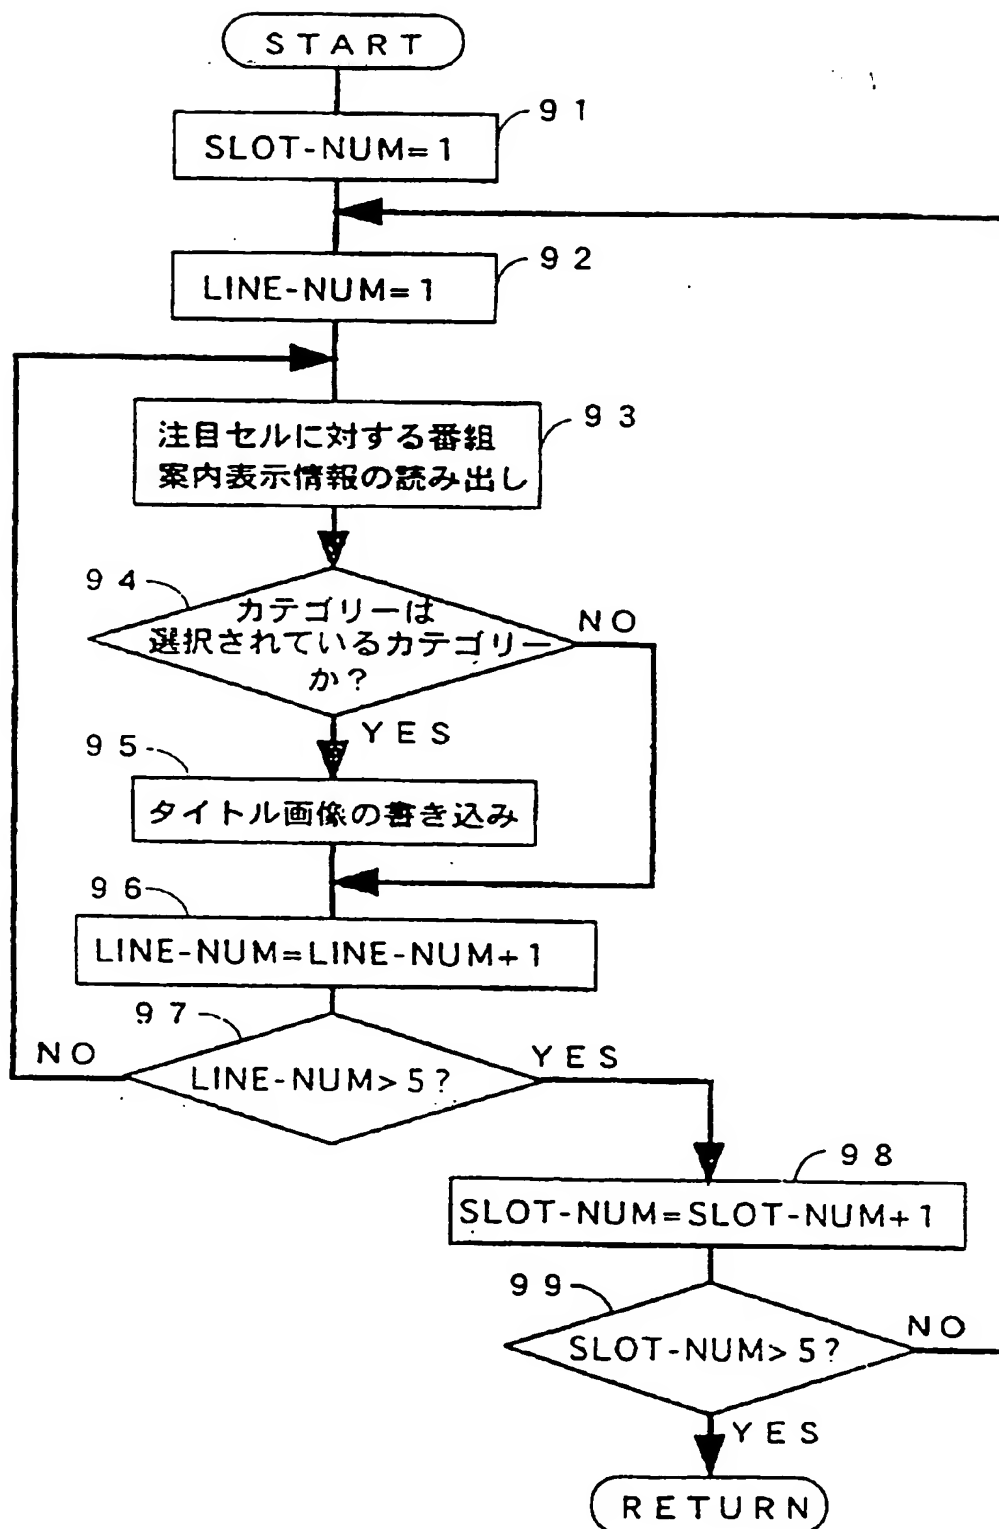 START
91
SLOT-NUM=1
92
LINE-NUM=1
93
注目セルに対する番組
案内表示情報の読み出し
94
カテゴリーは
選択されているカテゴリー
か?
NO
YES
95
タイトル画像の書き込み
96
LINE-NUM=LINE-NUM+1
97
NO
LINE-NUM>5?
YES
98
SLOT-NUM=SLOT-NUM+1
99
SLOT-NUM>5?
NO
YES
RETURN